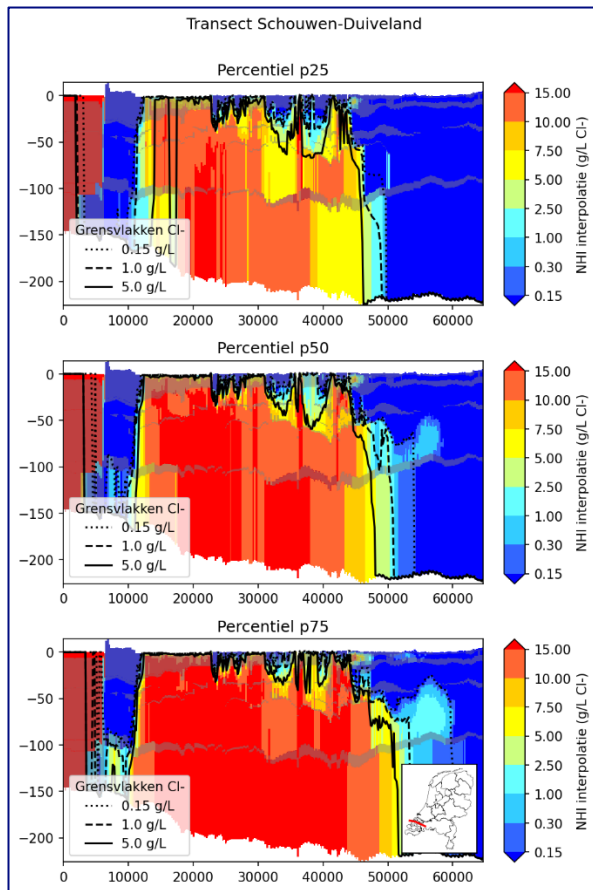 Transect Schouwen-Duiveland
Percentiel p25
0
−50
−100
−150
−200
Grensvlakken Cl-
0.15 g/L
1.0 g/L
5.0 g/L
0 10000 20000 30000 40000 50000 60000
15.00
10.00
7.50
5.00
2.50
1.00
0.30
0.15
NHI interpolatie (g/L Cl-)
Percentiel p50
0
−50
−100
−150
−200
Grensvlakken Cl-
0.15 g/L
1.0 g/L
5.0 g/L
0 10000 20000 30000 40000 50000 60000
15.00
10.00
7.50
5.00
2.50
1.00
0.30
0.15
NHI interpolatie (g/L Cl-)
Percentiel p75
0
−50
−100
−150
−200
Grensvlakken Cl-
0.15 g/L
1.0 g/L
5.0 g/L
0 10000 20000 30000 40000 50000 60000
15.00
10.00
7.50
5.00
2.50
1.00
0.30
0.15
NHI interpolatie (g/L Cl-)